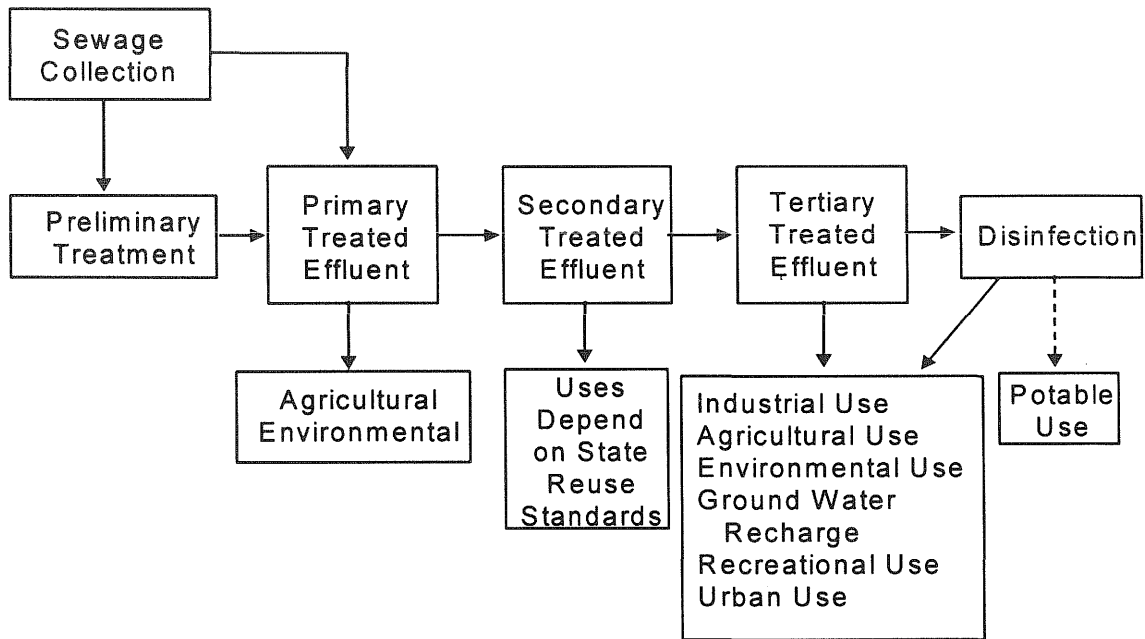 Sewage
Collection
Preliminary
Treatment
Primary
Treated
Effluent
Secondary
Treated
Effluent
Tertiary
Treated
Effluent
Disinfection
Agricultural
Environmental
Uses
Depend
on State
Reuse
Standards
Industrial Use
Agricultural Use
Environmental Use
Ground Water
Recharge
Recreational Use
Urban Use
Potable
Use